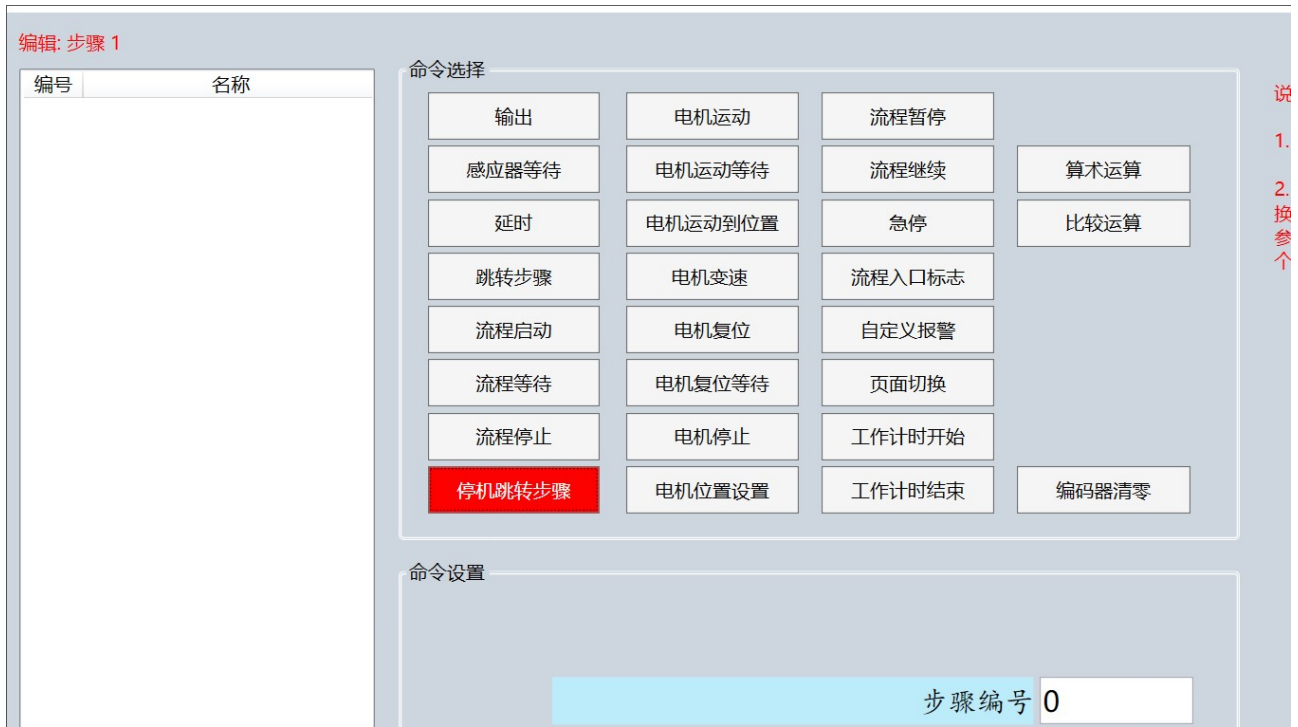 编辑: 步骤 1
编号 名称
命令选择
输出 电机运动 流程暂停
感应器等待 电机运动等待 流程继续 算术运算
延时 电机运动到位置 急停 比较运算
跳转步骤 电机变速 流程入口标志
流程启动 电机复位 自定义报警
流程等待 电机复位等待 页面切换
流程停止 电机停止 工作计时开始
停机跳转步骤 电机位置设置 工作计时结束 编码器清零
命令设置
步骤编号 0
说
1.
2.
换
参
个